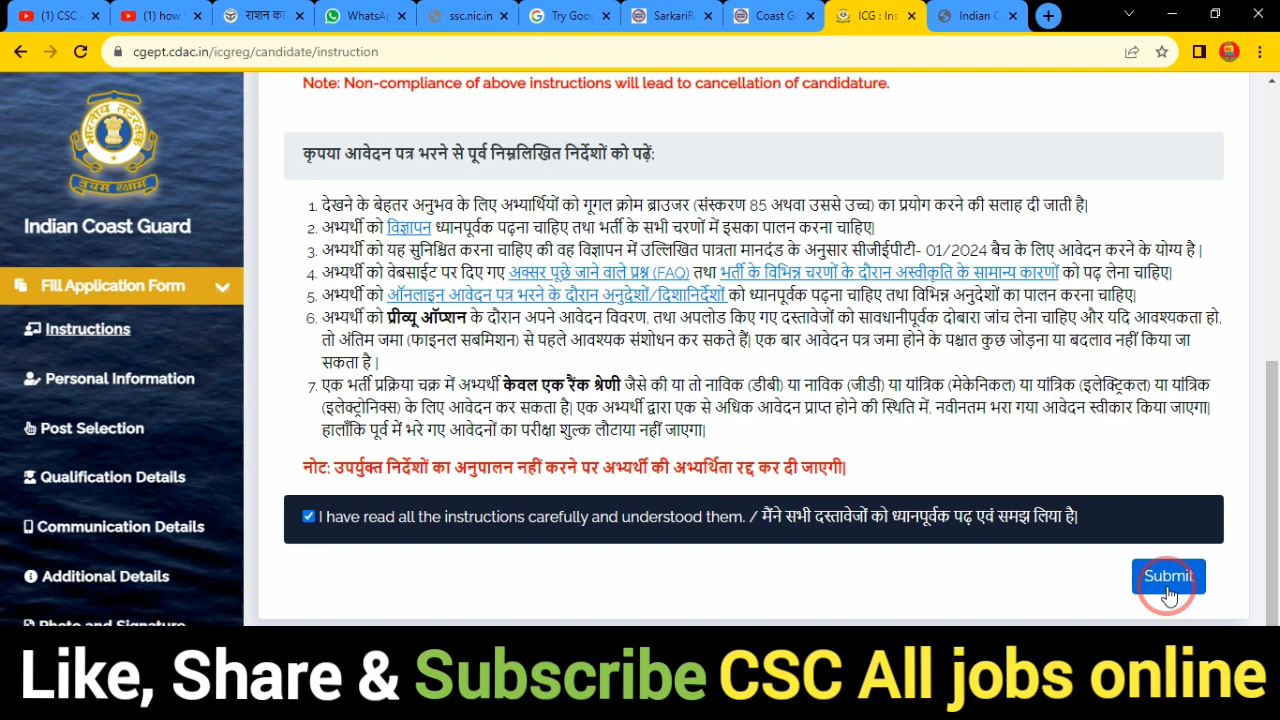 (1) CSC
(1) how
राशन का
WhatsA
ssc.nic.in
Try Goo
SarkariR
Coast G
ICG : Ins
Indian C
cgept.cdac.in/icgreg/candidate/instruction
भारतीय तटरक्षक
वयम रक्षामः
Indian Coast Guard
Fill Application Form
Instructions
Personal Information
Post Selection
Qualification Details
Communication Details
Additional Details
Photo and Signature
Note: Non-compliance of above instructions will lead to cancellation of candidature.
कृपया आवेदन पत्र भरने से पूर्व निम्नलिखित निर्देशों को पढ़ें:
1. देखने के बेहतर अनुभव के लिए अभ्यार्थियों को गूगल क्रोम ब्राउजर (संस्करण 85 अथवा उससे उच्च) का प्रयोग करने की सलाह दी जाती है|
2. अभ्यर्थी को विज्ञापन ध्यानपूर्वक पढ़ना चाहिए तथा भर्ती के सभी चरणों में इसका पालन करना चाहिए|
3. अभ्यर्थी को यह सुनिश्चित करना चाहिए की वह विज्ञापन में उल्लिखित पात्रता मानदंड के अनुसार सीजीईपीटी- 01/2024 बैच के लिए आवेदन करने के योग्य है |
4. अभ्यर्थी को वेबसाईट पर दिए गए अक्सर पूछे जाने वाले प्रश्न (FAQ) तथा भर्ती के विभिन्न चरणों के दौरान अस्वीकृति के सामान्य कारणों को पढ़ लेना चाहिए|
5. अभ्यर्थी को ऑनलाइन आवेदन पत्र भरने के दौरान अनुदेशों/दिशानिर्देशों को ध्यानपूर्वक पढ़ना चाहिए तथा विभिन्न अनुदेशों का पालन करना चाहिए|
6. अभ्यर्थी को प्रीव्यू ऑप्शन के दौरान अपने आवेदन विवरण, तथा अपलोड किए गए दस्तावेजों को सावधानीपूर्वक दोबारा जांच लेना चाहिए और यदि आवश्यकता हो,
तो अंतिम जमा (फाइनल सबमिशन) से पहले आवश्यक संशोधन कर सकते हैं| एक बार आवेदन पत्र जमा होने के पश्चात कुछ जोड़ना या बदलाव नहीं किया जा
सकता है |
7. एक भर्ती प्रक्रिया चक्र में अभ्यर्थी केवल एक रैंक श्रेणी जैसे की या तो नाविक (डीबी) या नाविक (जीडी) या यांत्रिक (मेकेनिकल) या यांत्रिक (इलेक्ट्रिकल) या यांत्रिक
(इलेक्ट्रोनिक्स) के लिए आवेदन कर सकता है| एक अभ्यर्थी द्वारा एक से अधिक आवेदन प्राप्त होने की स्थिति में, नवीनतम भरा गया आवेदन स्वीकार किया जाएगा|
हालाँकि पूर्व में भरे गए आवेदनों का परीक्षा शुल्क लौटाया नहीं जाएगा|
नोट: उपर्युक्त निर्देशों का अनुपालन नहीं करने पर अभ्यर्थी की अभ्यर्थिता रद्द कर दी जाएगी|
I have read all the instructions carefully and understood them. / मैंने सभी दस्तावेजों को ध्यानपूर्वक पढ़ एवं समझ लिया है|
Submit
Like, Share & Subscribe CSC All jobs online